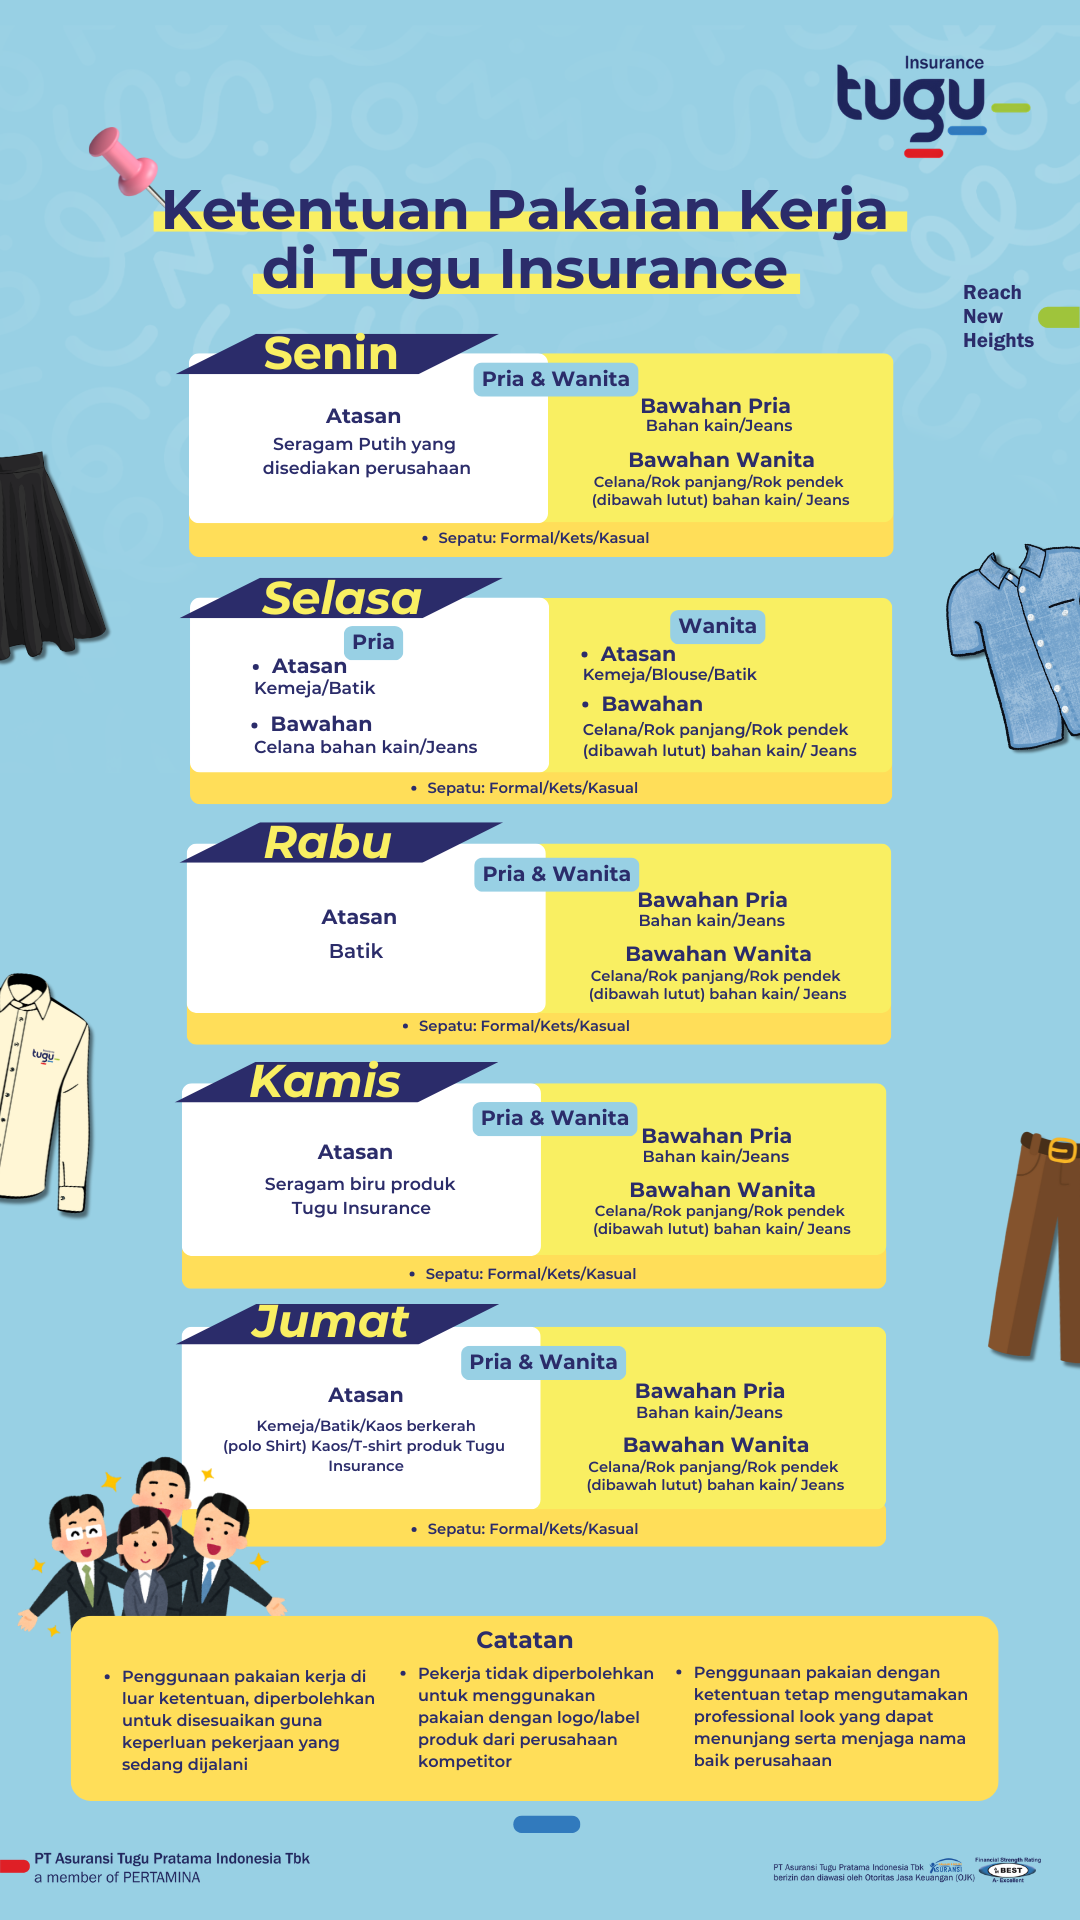 Insurance
tugu
Ketentuan Pakaian Kerja
di Tugu Insurance
Reach
New
Heights
Senin
Pria & Wanita
Atasan
Seragam Putih yang
disediakan perusahaan
Bawahan Pria
Bahan kain/Jeans
Bawahan Wanita
Celana/Rok panjang/Rok pendek
(dibawah lutut) bahan kain/ Jeans
• Sepatu: Formal/Kets/Kasual
Selasa
Pria
• Atasan
Kemeja/Batik
• Bawahan
Celana bahan kain/Jeans
Wanita
• Atasan
Kemeja/Blouse/Batik
• Bawahan
Celana/Rok panjang/Rok pendek
(dibawah lutut) bahan kain/ Jeans
• Sepatu: Formal/Kets/Kasual
Rabu
Pria & Wanita
Atasan
Batik
Bawahan Pria
Bahan kain/Jeans
Bawahan Wanita
Celana/Rok panjang/Rok pendek
(dibawah lutut) bahan kain/ Jeans
• Sepatu: Formal/Kets/Kasual
tugu
Kamis
Pria & Wanita
Atasan
Seragam biru produk
Tugu Insurance
Bawahan Pria
Bahan kain/Jeans
Bawahan Wanita
Celana/Rok panjang/Rok pendek
(dibawah lutut) bahan kain/ Jeans
• Sepatu: Formal/Kets/Kasual
Jumat
Pria & Wanita
Atasan
Kemeja/Batik/Kaos berkerah
(polo Shirt) Kaos/T-shirt produk Tugu
Insurance
Bawahan Pria
Bahan kain/Jeans
Bawahan Wanita
Celana/Rok panjang/Rok pendek
(dibawah lutut) bahan kain/ Jeans
• Sepatu: Formal/Kets/Kasual
Catatan
• Penggunaan pakaian kerja di
luar ketentuan, diperbolehkan
untuk disesuaikan guna
keperluan pekerjaan yang
sedang dijalani
• Pekerja tidak diperbolehkan
untuk menggunakan
pakaian dengan logo/label
produk dari perusahaan
kompetitor
• Penggunaan pakaian dengan
ketentuan tetap mengutamakan
professional look yang dapat
menunjang serta menjaga nama
baik perusahaan
PT Asuransi Tugu Pratama Indonesia Tbk
a member of PERTAMINA
PT Asuransi Tugu Pratama Indonesia Tbk
berizin dan diawasi oleh Otoritas Jasa Keuangan (OJK)
ASURANSI
Financial Strength Rating
BEST
A- Excellent